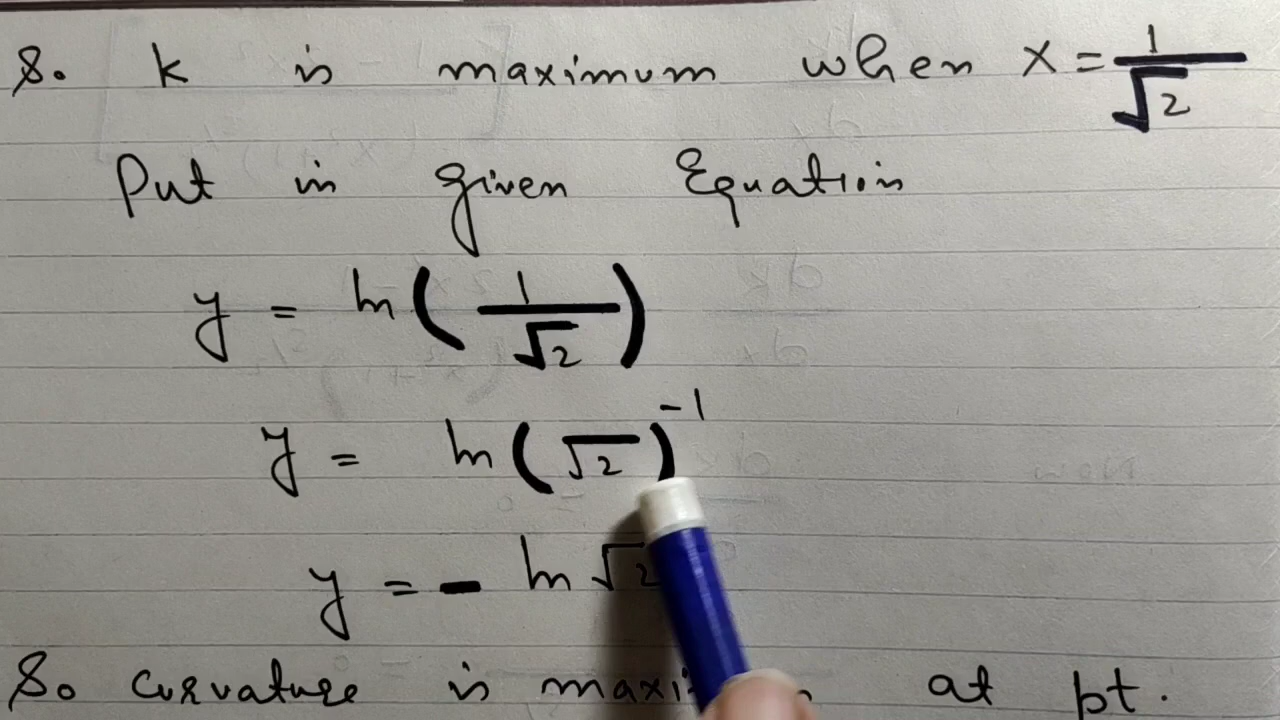 So k is maximum when x = 1/√2
Put in given Equation
y = ln(1/√2)
y = ln(√2)⁻¹
y = - ln √2
So curvature is at pt.